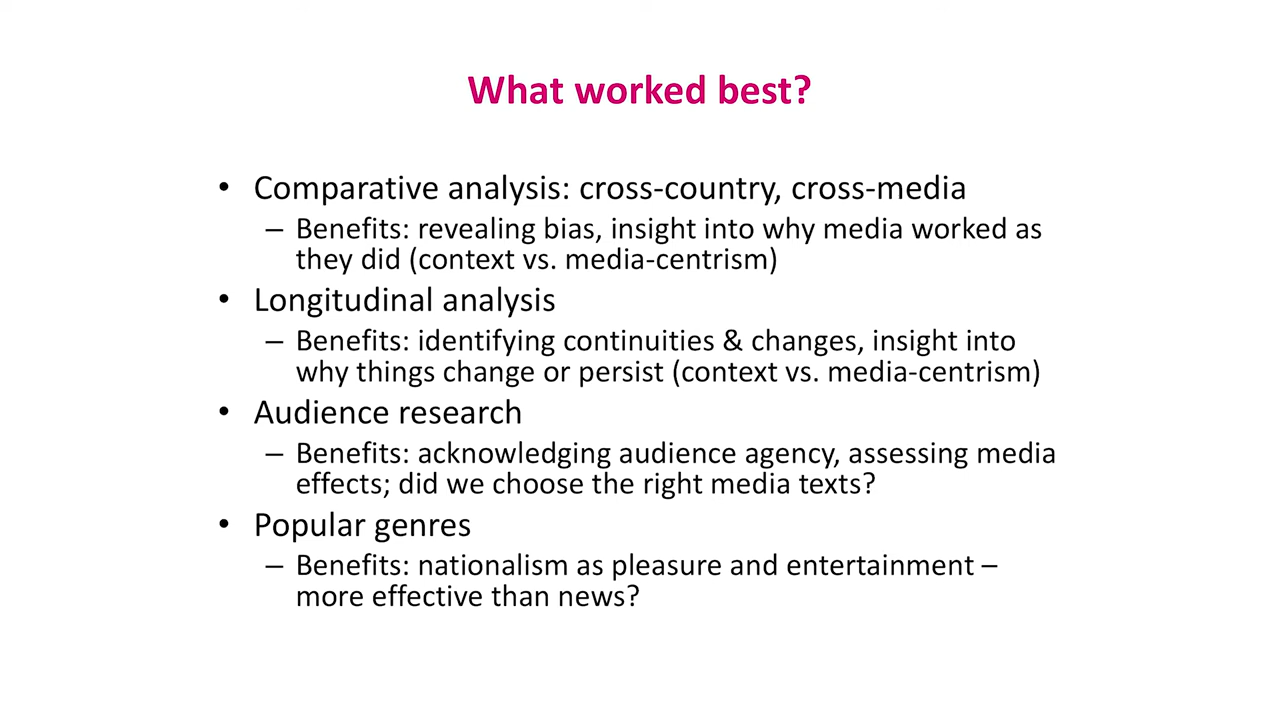 What worked best?
• Comparative analysis: cross-country, cross-media
– Benefits: revealing bias, insight into why media worked as
they did (context vs. media-centrism)
• Longitudinal analysis
– Benefits: identifying continuities & changes, insight into
why things change or persist (context vs. media-centrism)
• Audience research
– Benefits: acknowledging audience agency, assessing media
effects; did we choose the right media texts?
• Popular genres
– Benefits: nationalism as pleasure and entertainment –
more effective than news?